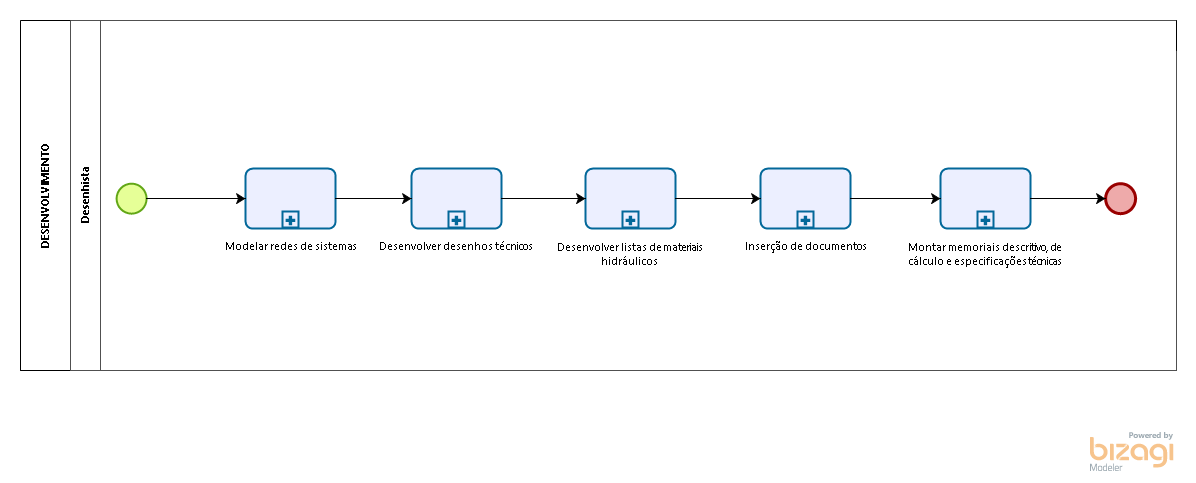 DESENVOLVIMENTO
Desenhista
Modelar redes de sistemas
Desenvolver desenhos técnicos
Desenvolver listas de materiais
hidráulicos
Inserção de documentos
Montar memoriais descritivo, de
cálculo e especificações técnicas
Powered by
bizagi
Modeler